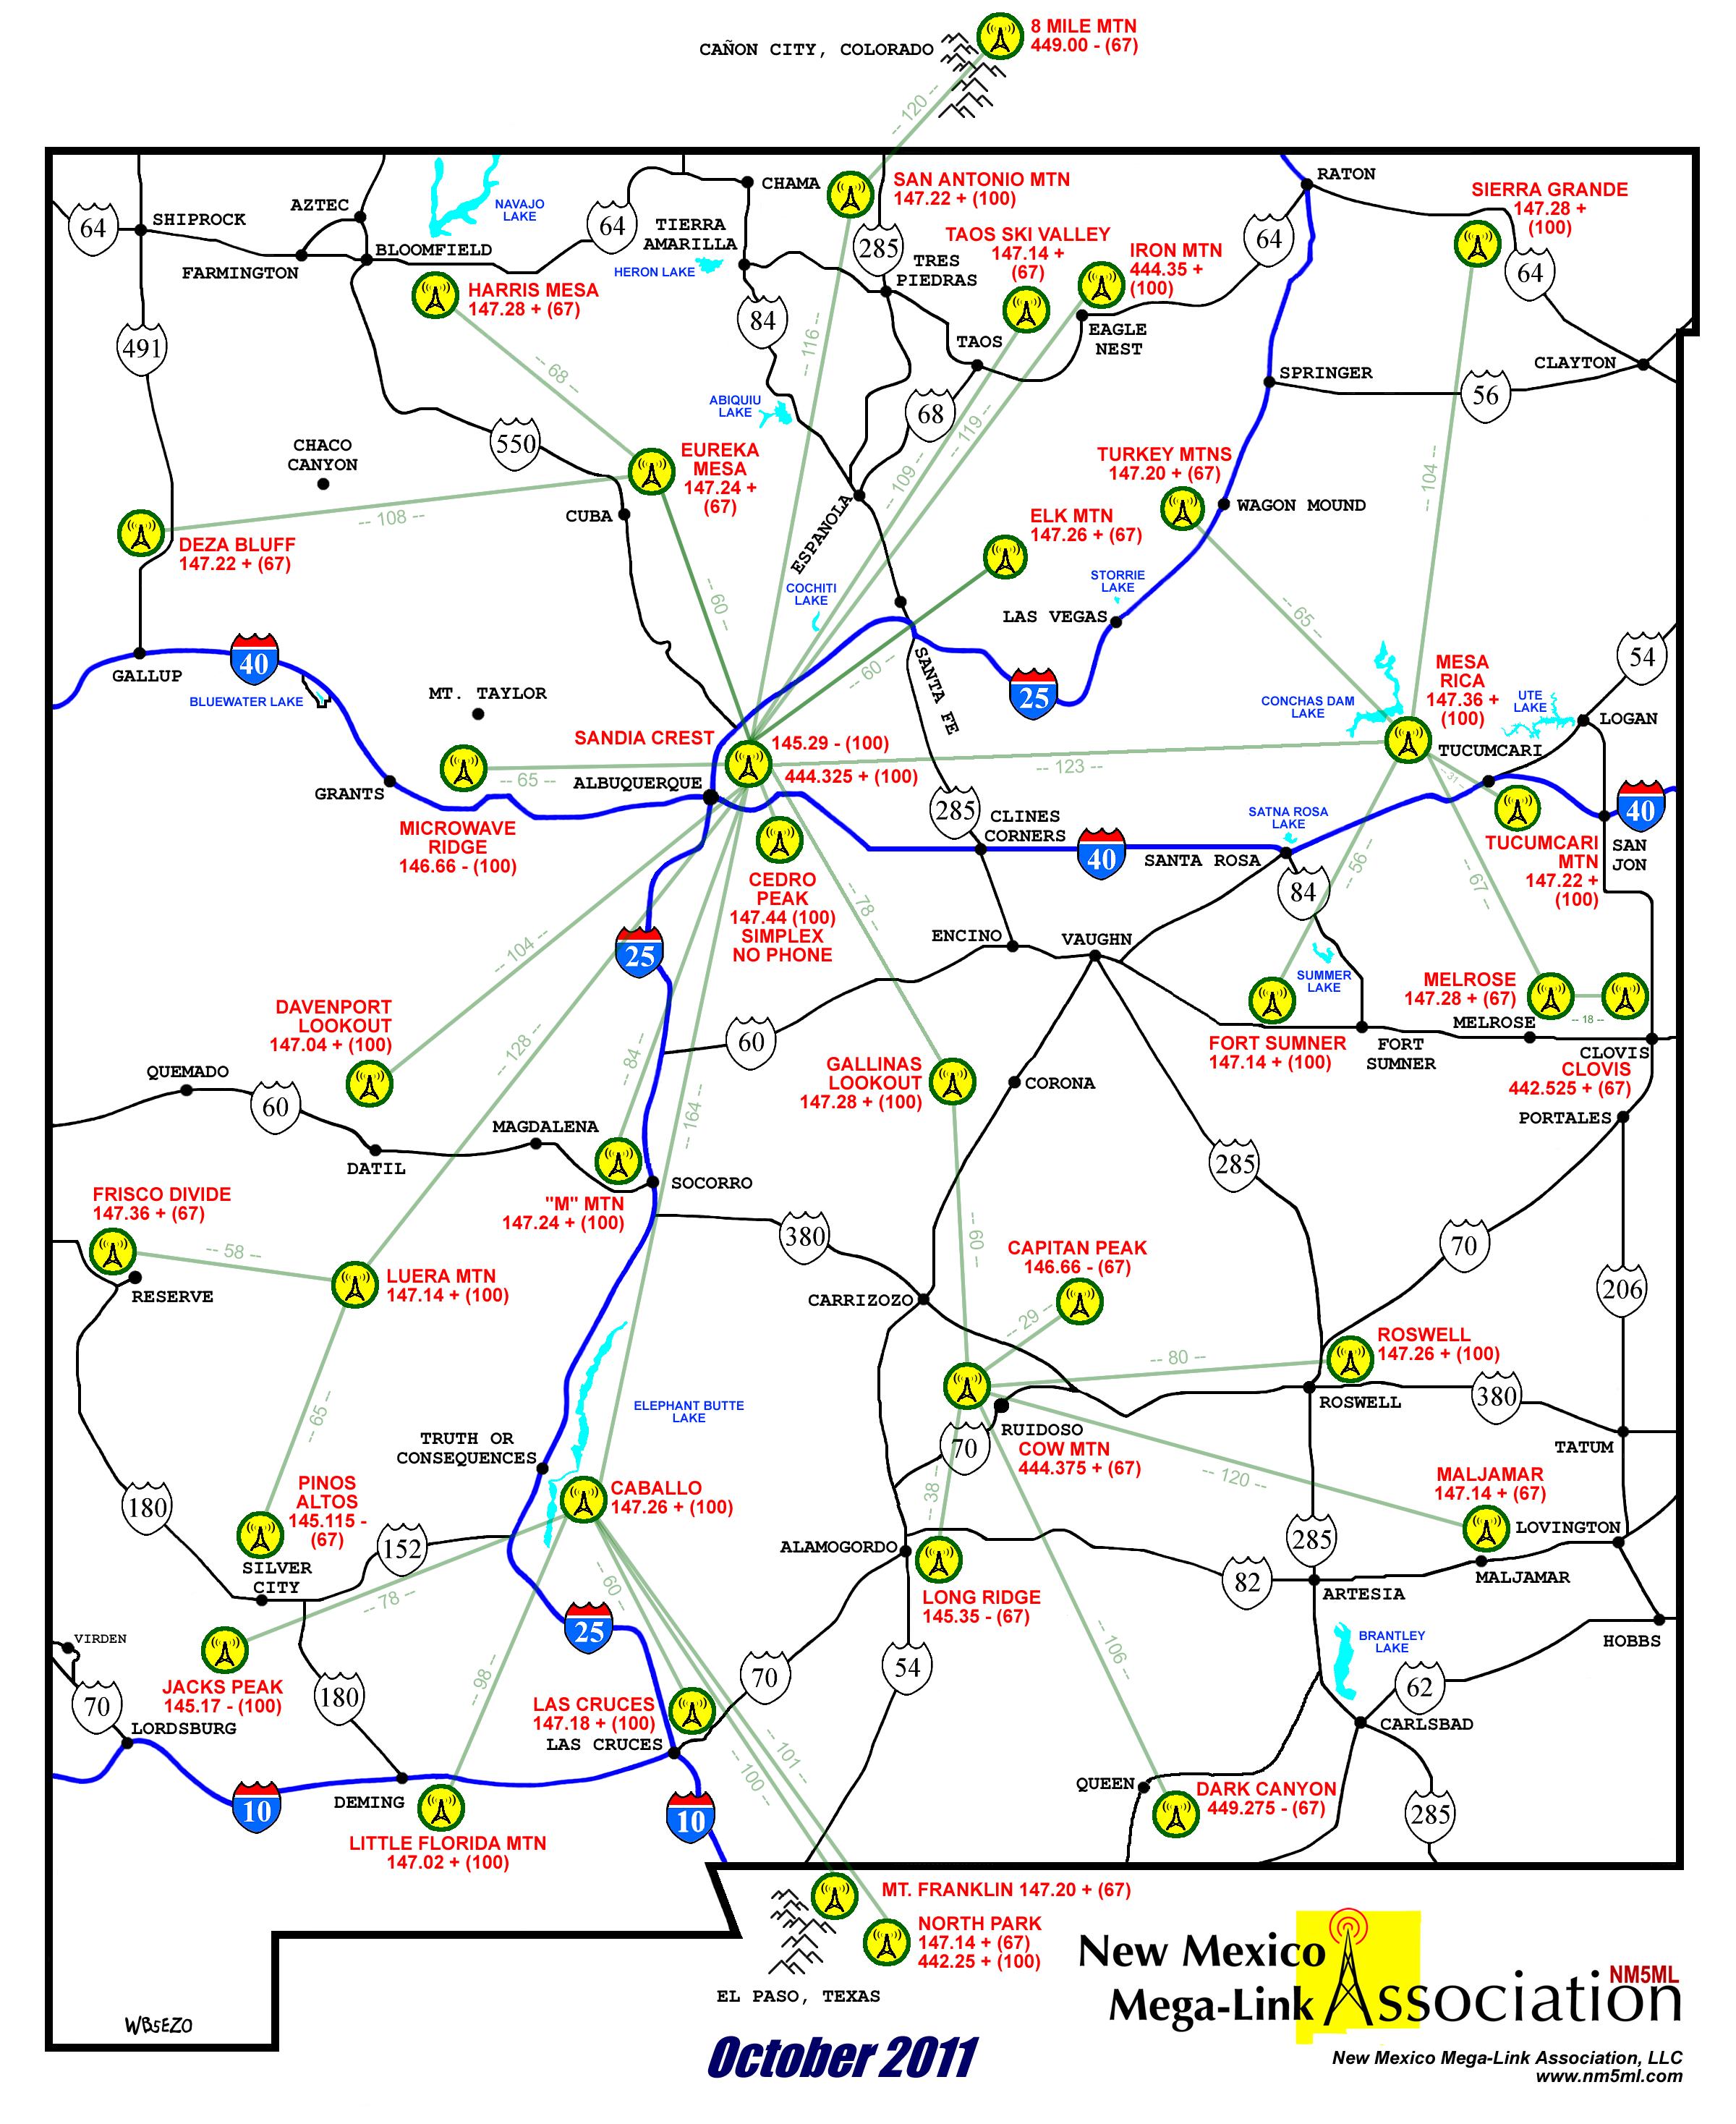 8 MILE MTN
449.00 - (67)
CAÑON CITY, COLORADO
-- 120 --
SAN ANTONIO MTN
147.22 + (100)
CHAMA
RATON
SIERRA GRANDE
147.28 +
(100)
64
SHIPROCK
AZTEC
NAVAJO
LAKE
64
TIERRA
AMARILLA
BLOOMFIELD
FARMINGTON
HERON LAKE
285
TRES
PIEDRAS
TAOS SKI VALLEY
147.14 +
(67)
IRON MTN
444.35 +
(100)
64
64
HARRIS MESA
147.28 + (67)
84
491
-- 116 --
TAOS
EAGLE
NEST
SPRINGER
CLAYTON
56
-- 68 --
ABIQUIU
LAKE
68
-- 119 --
-- 109 --
550
CHACO
CANYON
EUREKA
MESA
147.24 +
(67)
TURKEY MTNS
147.20 + (67)
-- 104 --
WAGON MOUND
CUBA
ESPANOLA
ELK MTN
147.26 + (67)
-- 108 --
DEZA BLUFF
147.22 + (67)
-- 60 --
COCHITI
LAKE
STORRIE
LAKE
LAS VEGAS
-- 65 --
GALLUP
40
BLUEWATER LAKE
MT. TAYLOR
-- 60 --
SANTA FE
25
54
MESA
RICA
147.36 +
(100)
CONCHAS DAM
LAKE
UTE
LAKE
LOGAN
TUCUMCARI
SANDIA CREST
145.29 - (100)
444.325 + (100)
-- 65 --
ALBUQUERQUE
-- 123 --
-- 31 --
GRANTS
285
CLINES
CORNERS
40
SATNA ROSA
LAKE
SANTA ROSA
40
MICROWAVE
RIDGE
146.66 - (100)
TUCUMCARI
MTN
147.22 +
(100)
SAN
JON
CEDRO
PEAK
147.44 (100)
SIMPLEX
NO PHONE
-- 78 --
84
-- 56 --
-- 67 --
25
-- 104 --
ENCINO
VAUGHN
SUMMER
LAKE
MELROSE
147.28 + (67)
-- 18 --
MELROSE
DAVENPORT
LOOKOUT
147.04 + (100)
-- 128 --
-- 84 --
60
FORT SUMNER
147.14 + (100)
FORT
SUMNER
CLOVIS
CLOVIS
442.525 + (67)
QUEMADO
60
GALLINAS
LOOKOUT
147.28 + (100)
CORONA
-- 164 --
PORTALES
MAGDALENA
DATIL
285
SOCORRO
FRISCO DIVIDE
147.36 + (67)
"M" MTN
147.24 + (100)
380
-- 60 --
70
-- 58 --
CAPITAN PEAK
146.66 - (67)
RESERVE
LUERA MTN
147.14 + (100)
CARRIZOZO
206
-- 29 --
-- 80 --
ROSWELL
147.26 + (100)
-- 65 --
ELEPHANT BUTTE
LAKE
ROSWELL
380
TRUTH OR
CONSEQUENCES
RUIDOSO
70
COW MTN
444.375 + (67)
TATUM
180
PINOS
ALTOS
145.115 -
(67)
CABALLO
147.26 + (100)
-- 38 --
-- 120 --
MALJAMAR
147.14 + (67)
LOVINGTON
152
SILVER
CITY
ALAMOGORDO
285
82
ARTESIA
MALJAMAR
-- 78 --
-- 60 --
LONG RIDGE
145.35 - (67)
25
VIRDEN
BRANTLEY
LAKE
HOBBS
-- 106 --
JACKS PEAK
145.17 - (100)
-- 98 --
70
54
62
70
180
LAS CRUCES
147.18 + (100)
LAS CRUCES
LORDSBURG
CARLSBAD
-- 101 --
-- 100 --
10
DEMING
10
QUEEN
DARK CANYON
449.275 - (67)
285
LITTLE FLORIDA MTN
147.02 + (100)
MT. FRANKLIN 147.20 + (67)
NORTH PARK
147.14 + (67)
442.25 + (100)
EL PASO, TEXAS
WB5EZO
October 2011
New Mexico
Mega-Link Association
NM5ML
New Mexico Mega-Link Association, LLC
www.nm5ml.com